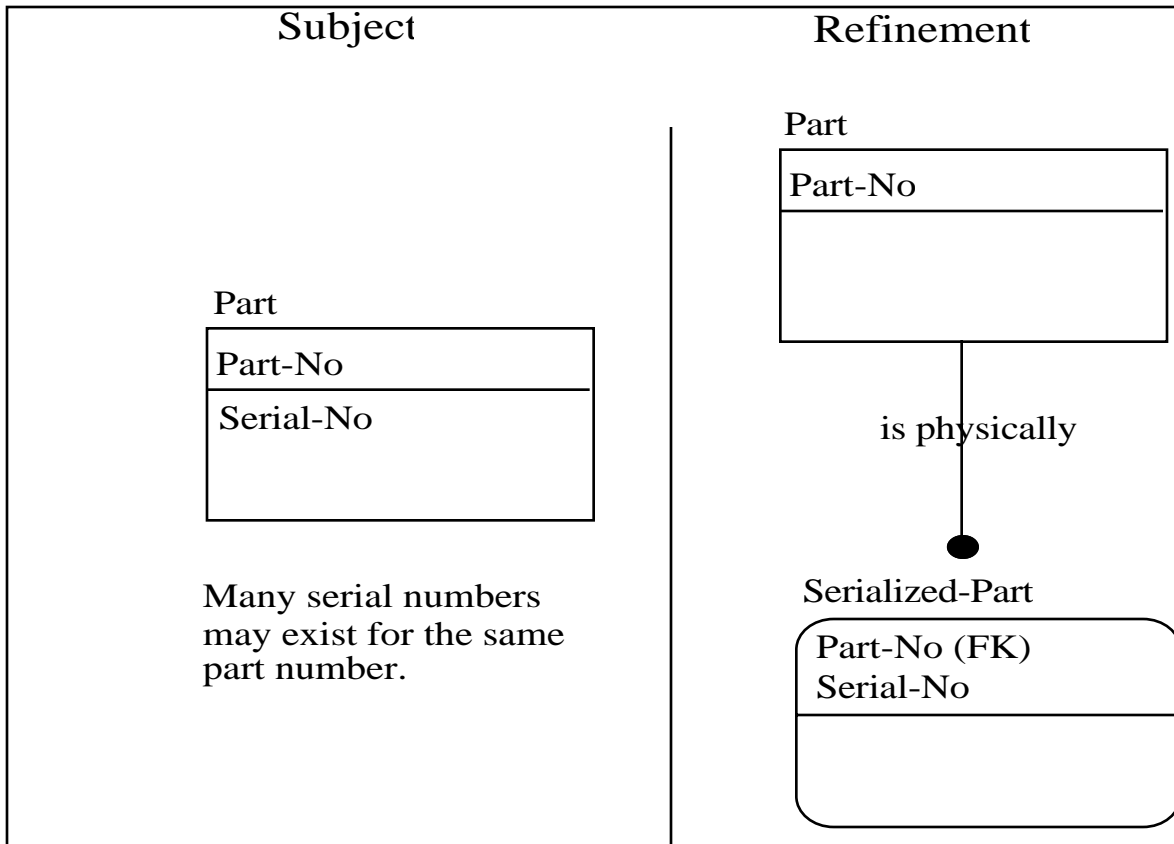 Subject
Refinement
Part
Part-No
Serial-No
Many serial numbers
may exist for the same
part number.
Part
Part-No
is physically
Serialized-Part
Part-No (FK)
Serial-No